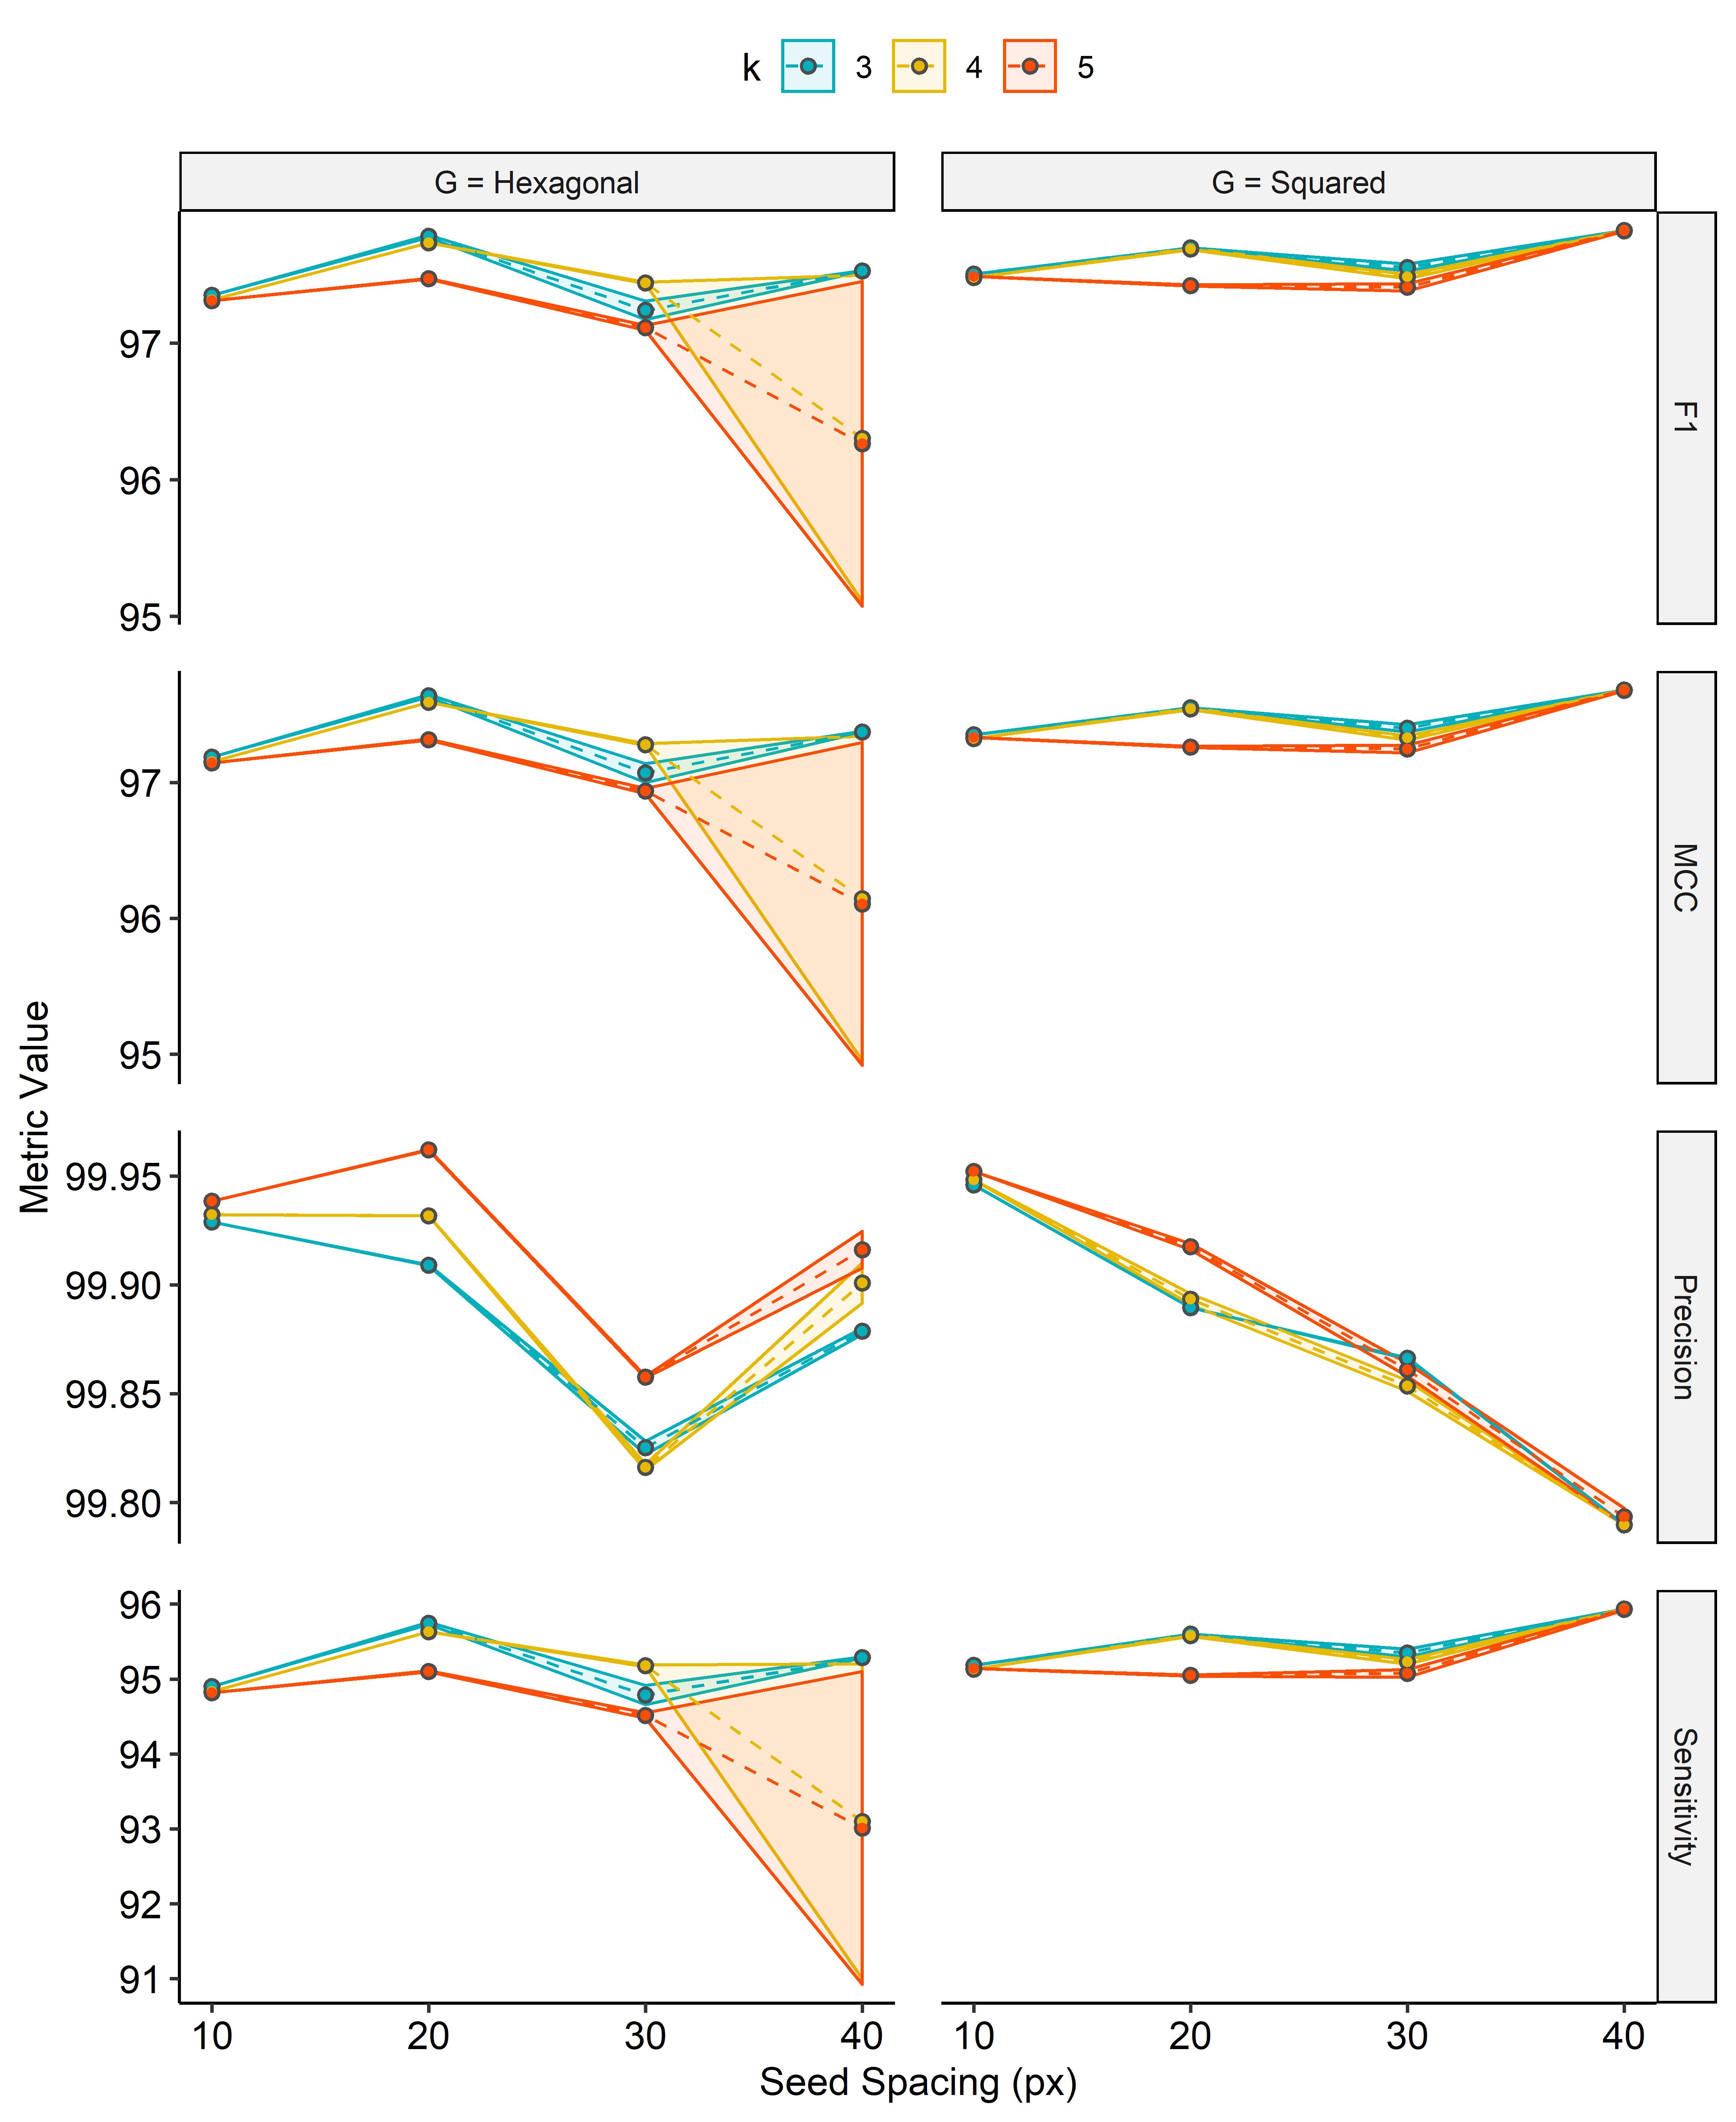 k 3 4 5
G = Hexagonal G = Squared
97
96
95
F1
97
96
95
MCC
Metric Value
99.95
99.90
99.85
99.80
Precision
96
95
94
93
92
91
Sensitivity
10 20 30 40 10 20 30 40
Seed Spacing (px)